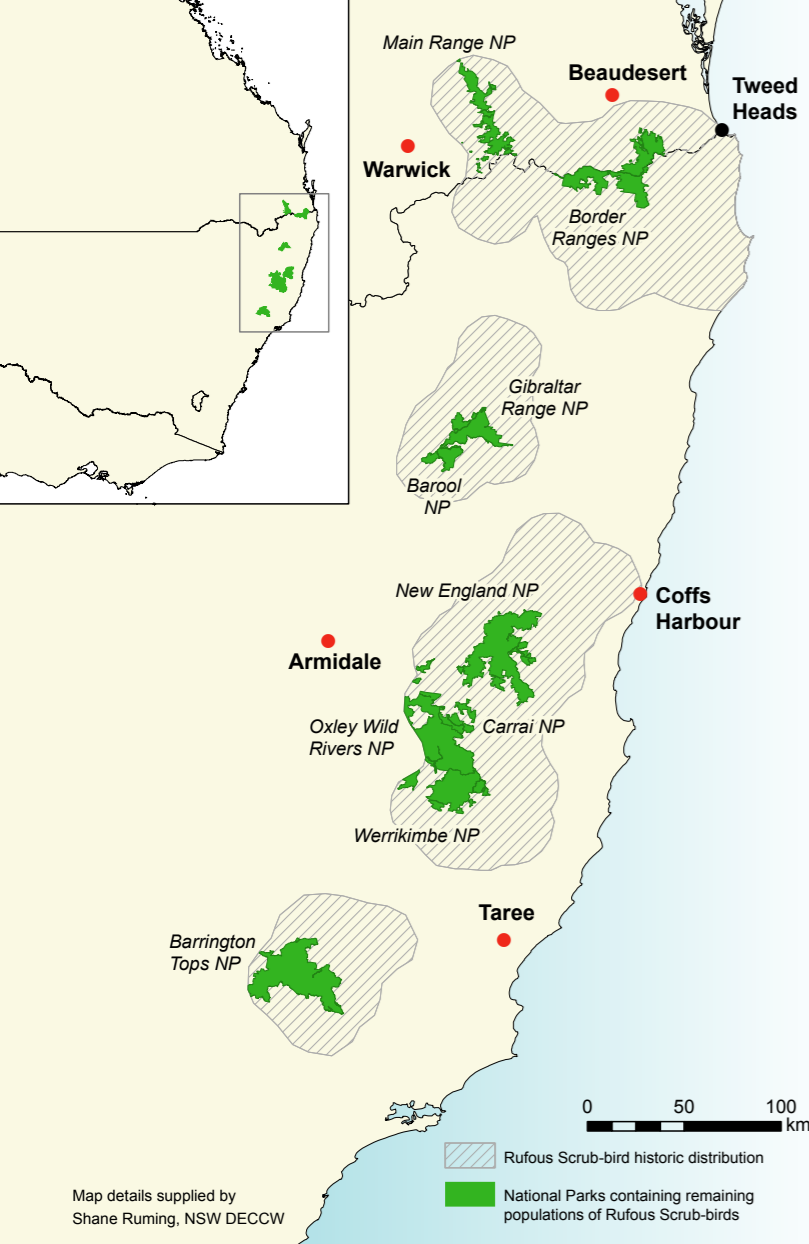 Main Range NP
Beaudesert
Tweed
Heads
Warwick
Border
Ranges NP
Gibraltar
Range NP
Barool
NP
New England NP
Coffs
Harbour
Armidale
Oxley Wild
Rivers NP
Carrai NP
Werrikimbe NP
Taree
Barrington
Tops NP
0 50 100
km
Rufous Scrub-bird historic distribution
National Parks containing remaining
populations of Rufous Scrub-birds
Map details supplied by
Shane Ruming, NSW DECCW